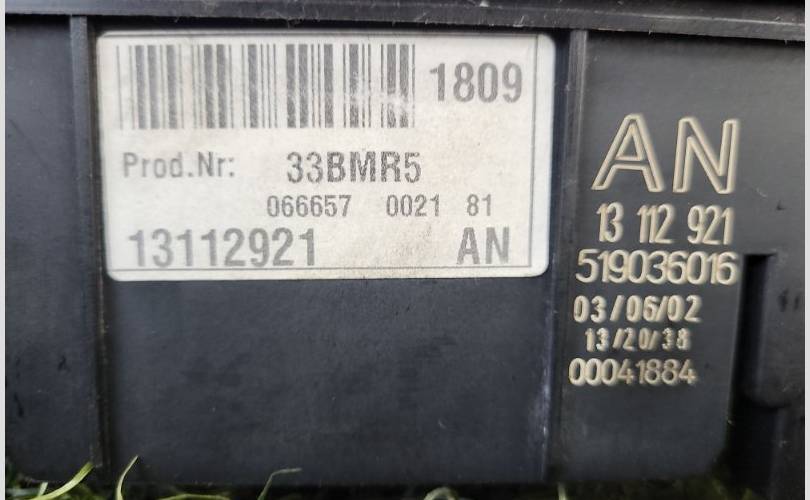 1809
Prod.Nr: 33BMR5
066657 0021 81
13112921 AN
AN
13 112 921
519036016
03/06/02
13/20/38
00041884